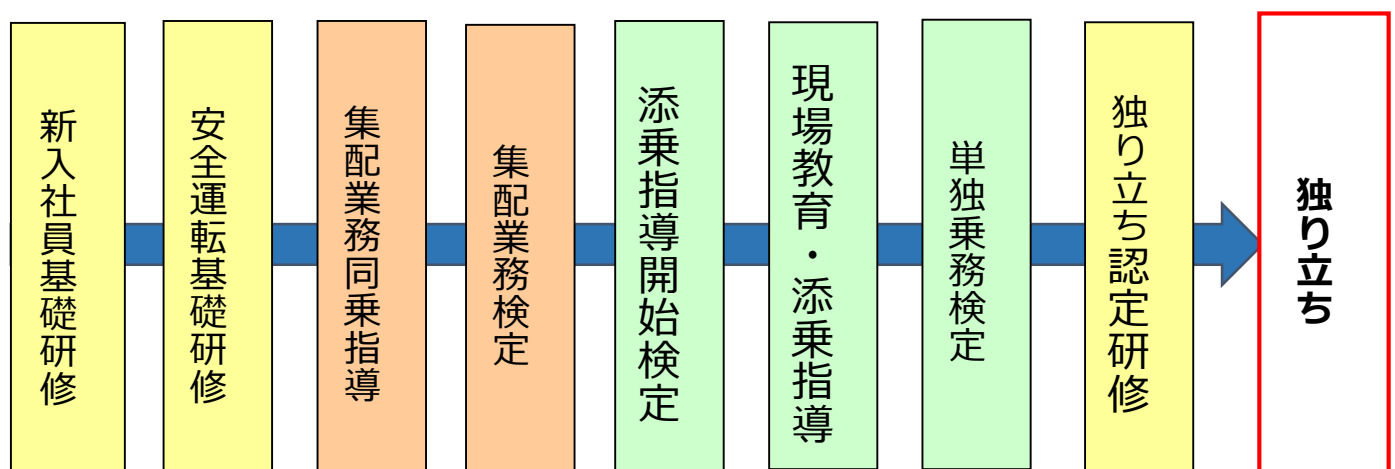 新入社員基礎研修
安全運転基礎研修
集配業務同乗指導
集配業務検定
添乗指導開始検定
現場教育・添乗指導
単独乗務検定
独り立ち認定研修
独り立ち